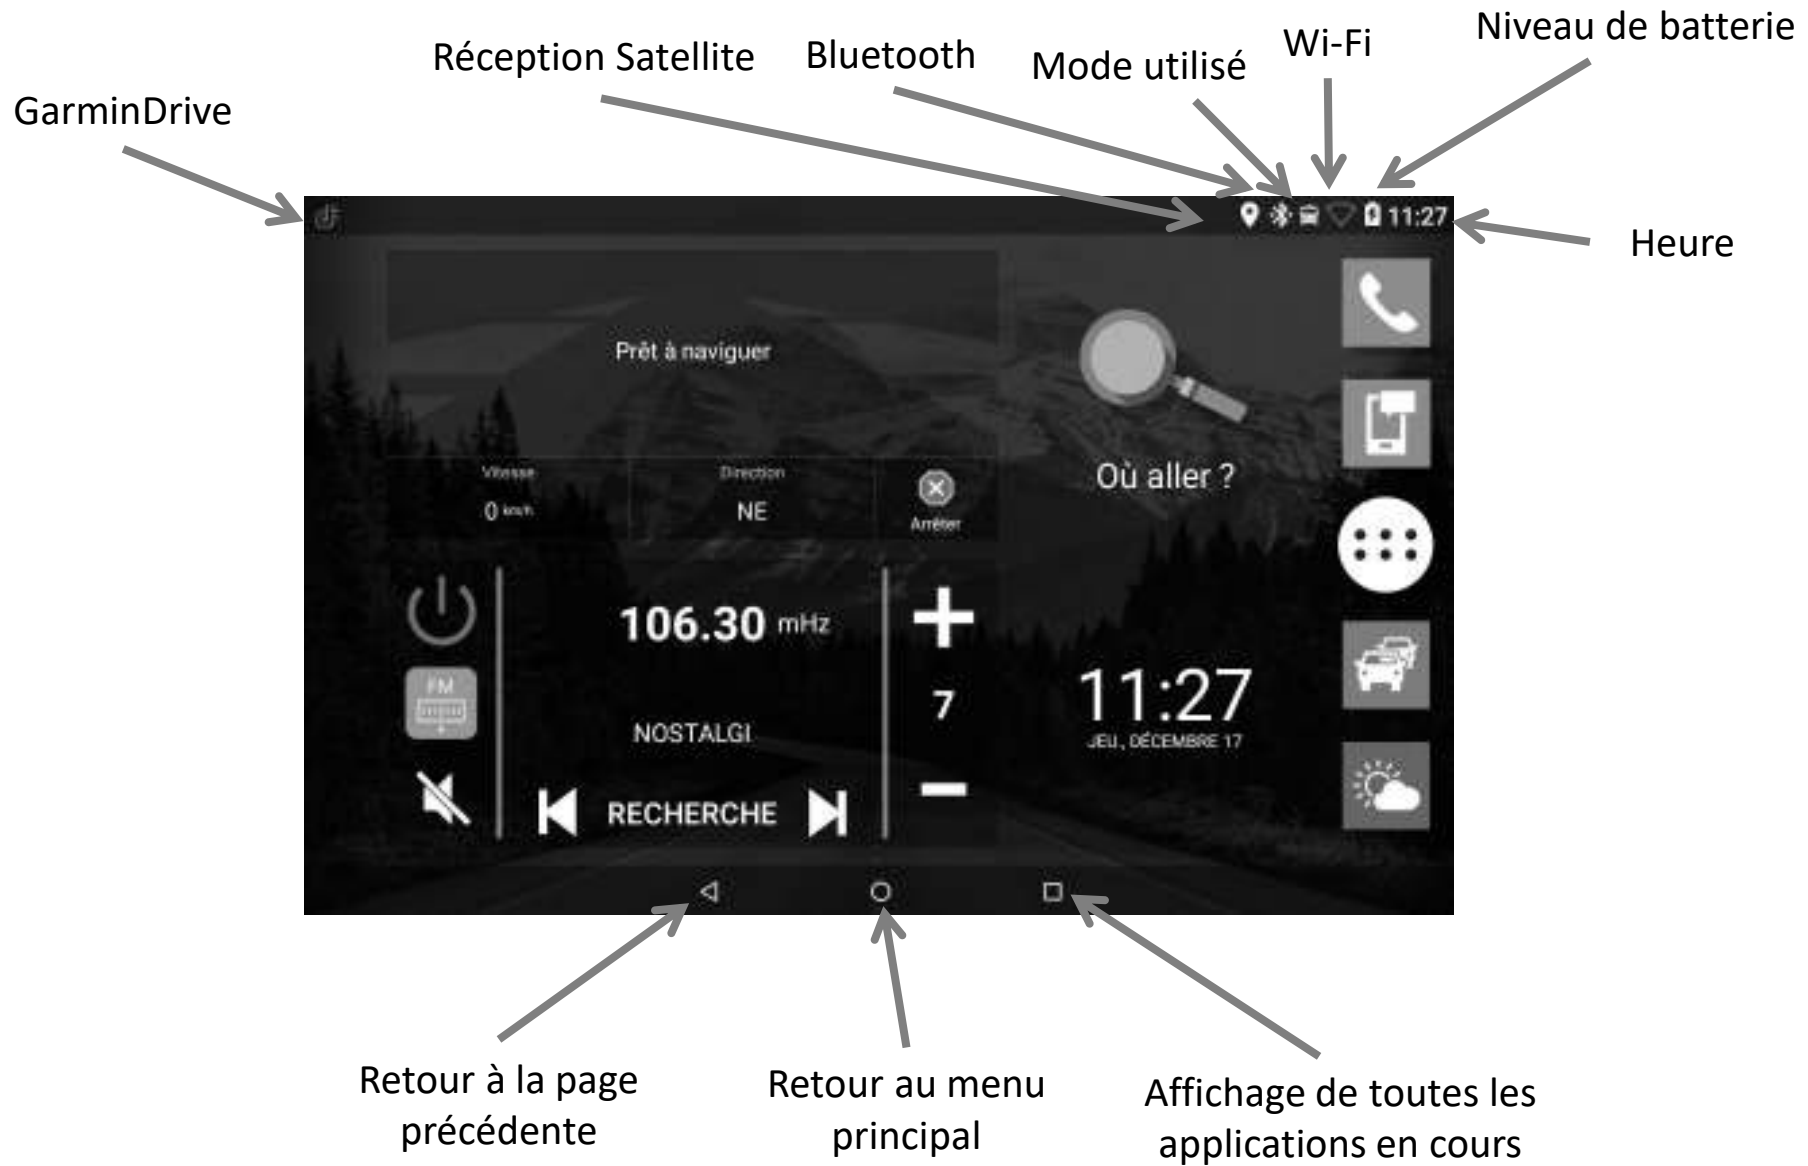 Niveau de batterie
Wi-Fi
Réception Satellite
Bluetooth
Mode utilisé
GarminDrive
11:27
Heure
Prêt à naviguer
Où aller ?
Vitesse
Direction
0 km/h
NE
Arrêter
106.30 mHz
FM
7
11:27
NOSTALGI
JEU., DÉCEMBRE 17
RECHERCHE
Retour à la page
précédente
Retour au menu
principal
Affichage de toutes les
applications en cours